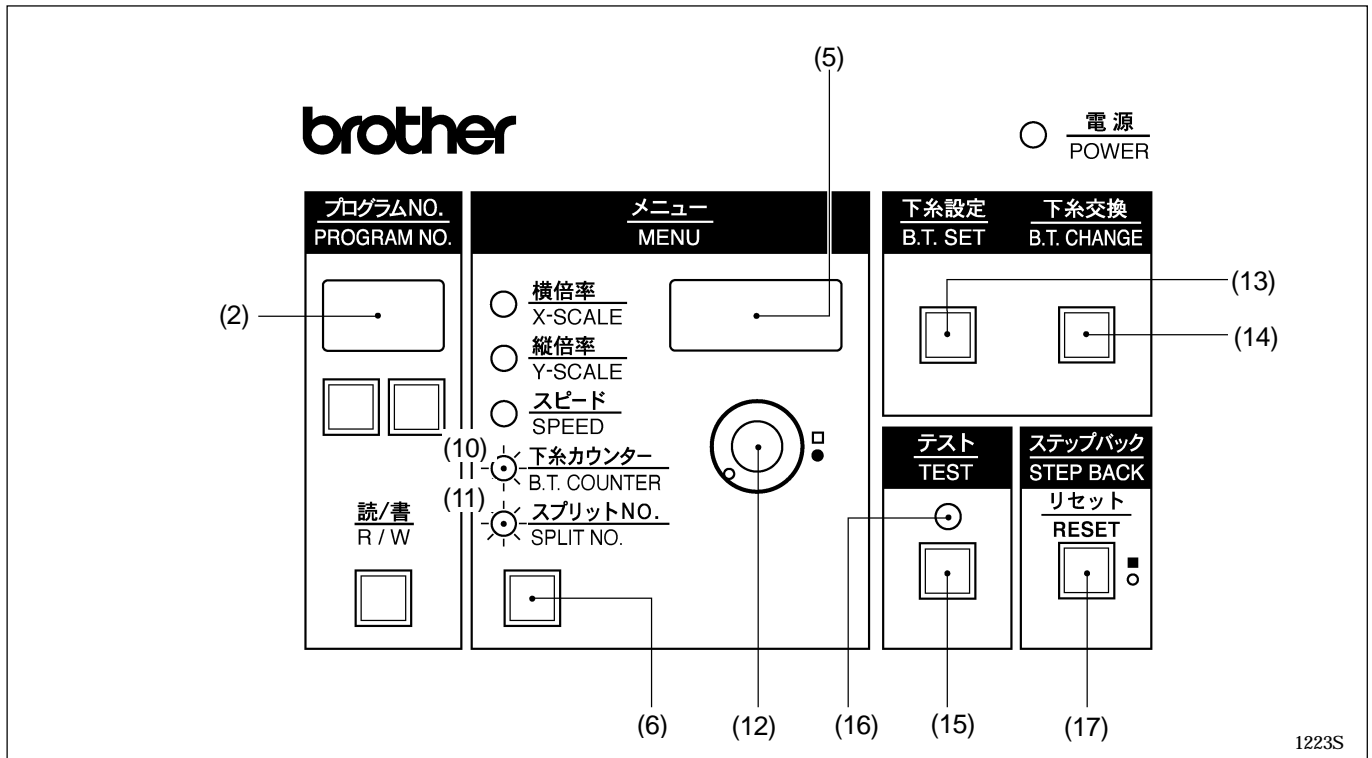 (5)
brother
電源
POWER
プログラムNO.
PROGRAM NO.
メニュー
MENU
下糸設定
B.T. SET
下糸交換
B.T. CHANGE
(2)
横倍率
X-SCALE
縦倍率
Y-SCALE
スピード
SPEED
(10)
下糸カウンター
B.T. COUNTER
(11)
スプリットNO.
SPLIT NO.
(13)
(14)
読/書
R / W
テスト
TEST
ステップバック
STEP BACK
リセット
RESET
(6)
(12)
(16)
(15)
(17)
1223S